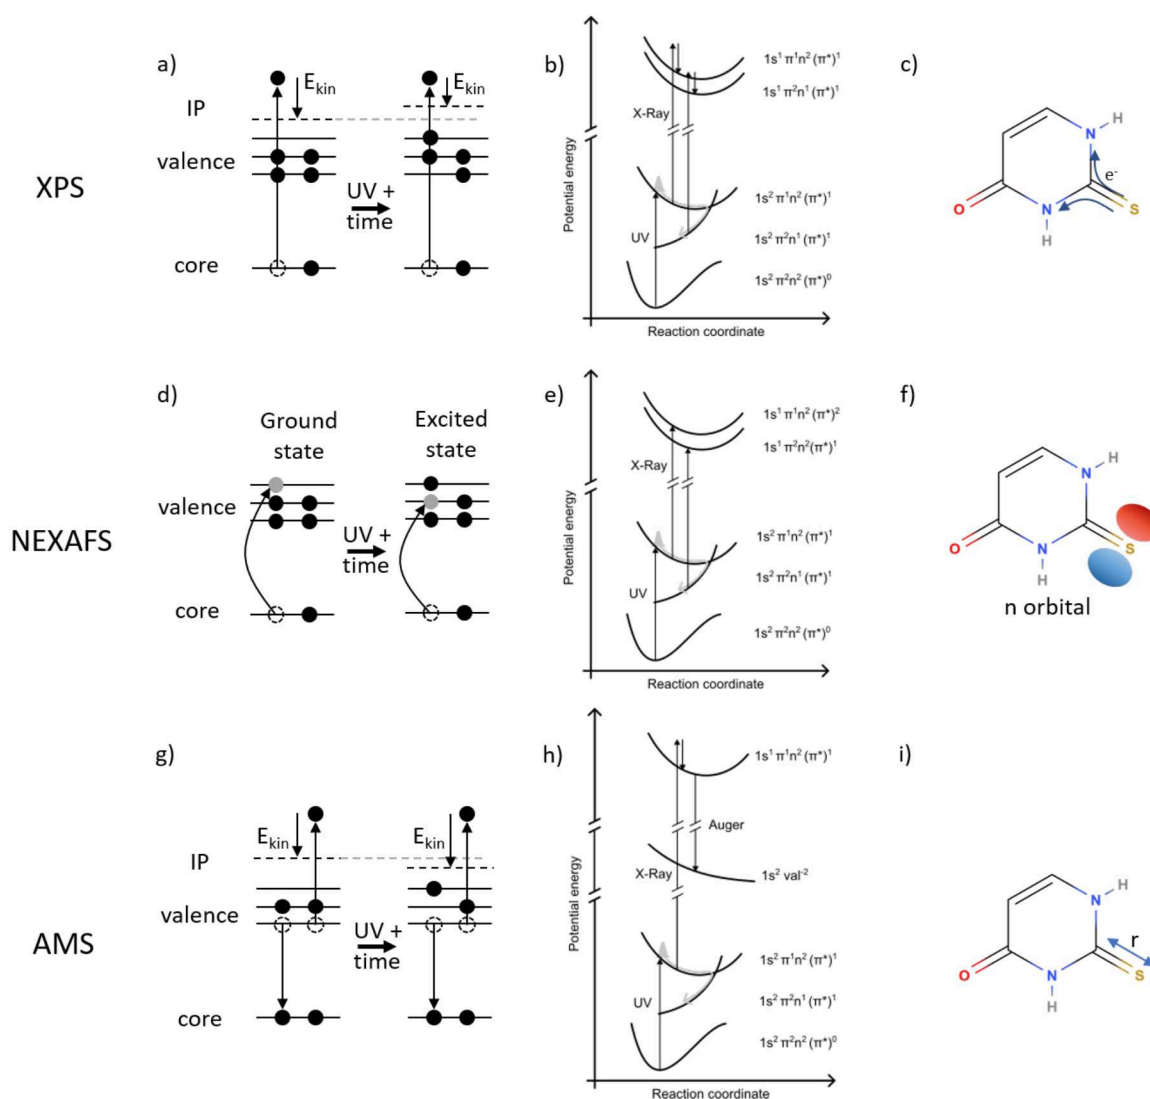 XPS
a)
E_kin
E_kin
IP
valence
UV +
time
core
b)
1s¹ π¹n² (π*)¹
1s¹ π²n¹ (π*)¹
X-Ray
Potential energy
1s² π¹n² (π*)¹
UV
1s² π²n¹ (π*)¹
1s² π²n² (π*)⁰
Reaction coordinate
c)
H
N
e⁻
O
N
S
H
NEXAFS
d)
Ground
state
Excited
state
valence
UV +
time
core
e)
1s¹ π¹n² (π*)²
1s¹ π²n²(π*)¹
X-Ray
Potential energy
1s² π¹n² (π*)¹
UV
1s² π²n¹ (π*)¹
1s² π²n² (π*)⁰
Reaction coordinate
f)
H
N
O
N
S
H
n orbital
AMS
g)
E_kin
E_kin
IP
valence
UV +
time
core
h)
1s¹ π¹n² (π*)¹
Auger
X-Ray
1s² val⁻²
Potential energy
1s² π¹n² (π*)¹
UV
1s² π²n¹ (π*)¹
1s² π²n² (π*)⁰
Reaction coordinate
i)
H
N
r
O
N
S
H